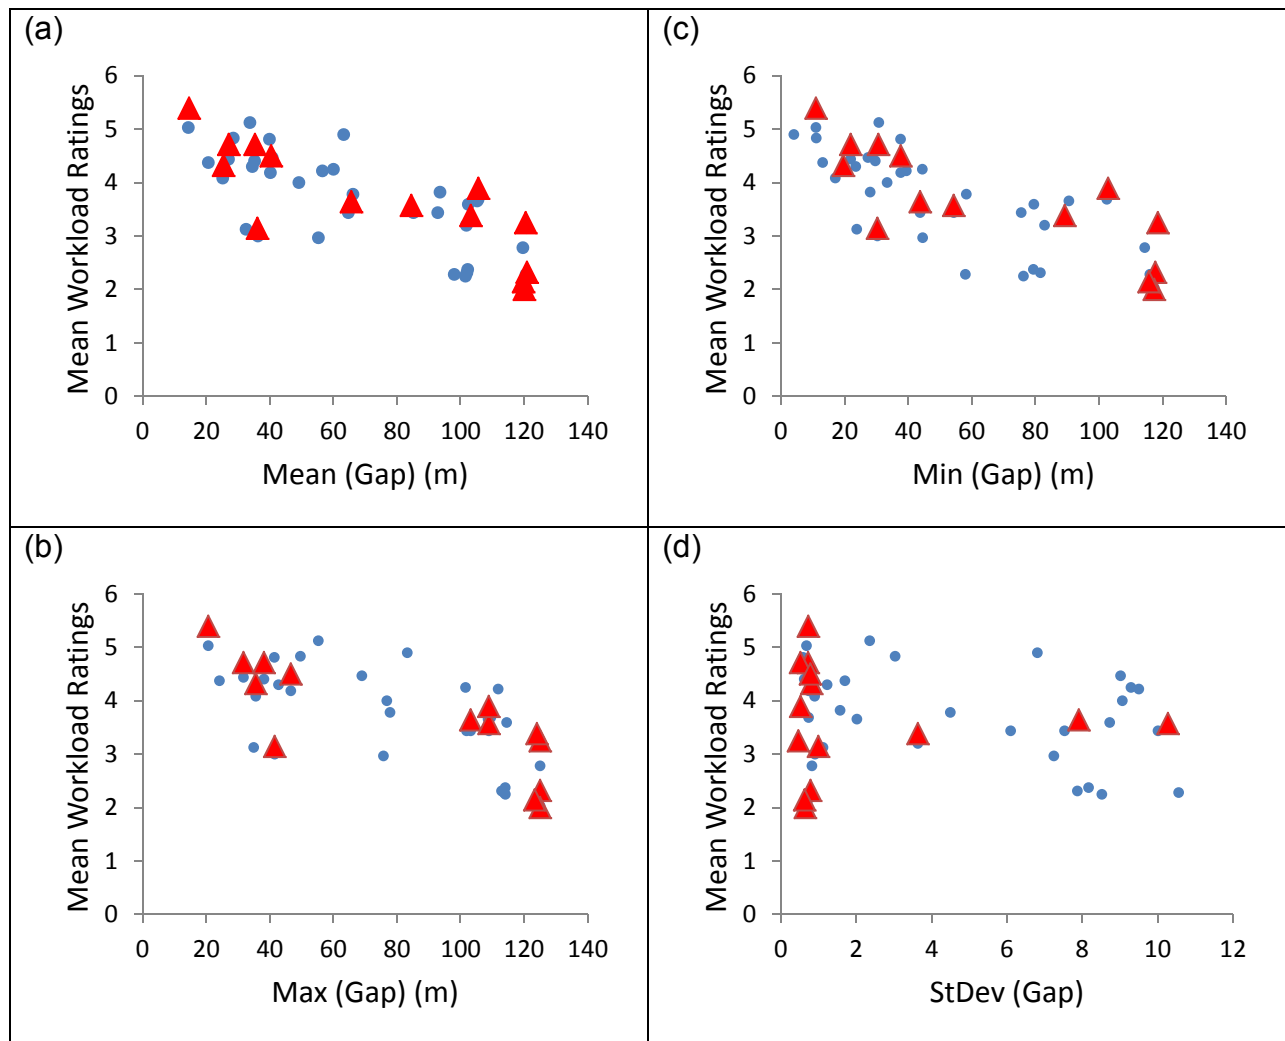 (a)
Mean Workload Ratings
6
5
4
3
2
1
0
0 20 40 60 80 100 120 140
Mean (Gap) (m)
(c)
Mean Workload Ratings
6
5
4
3
2
1
0
0 20 40 60 80 100 120 140
Min (Gap) (m)
(b)
Mean Workload Ratings
6
5
4
3
2
1
0
0 20 40 60 80 100 120 140
Max (Gap) (m)
(d)
Mean Workload Ratings
6
5
4
3
2
1
0
0 2 4 6 8 10 12
StDev (Gap)